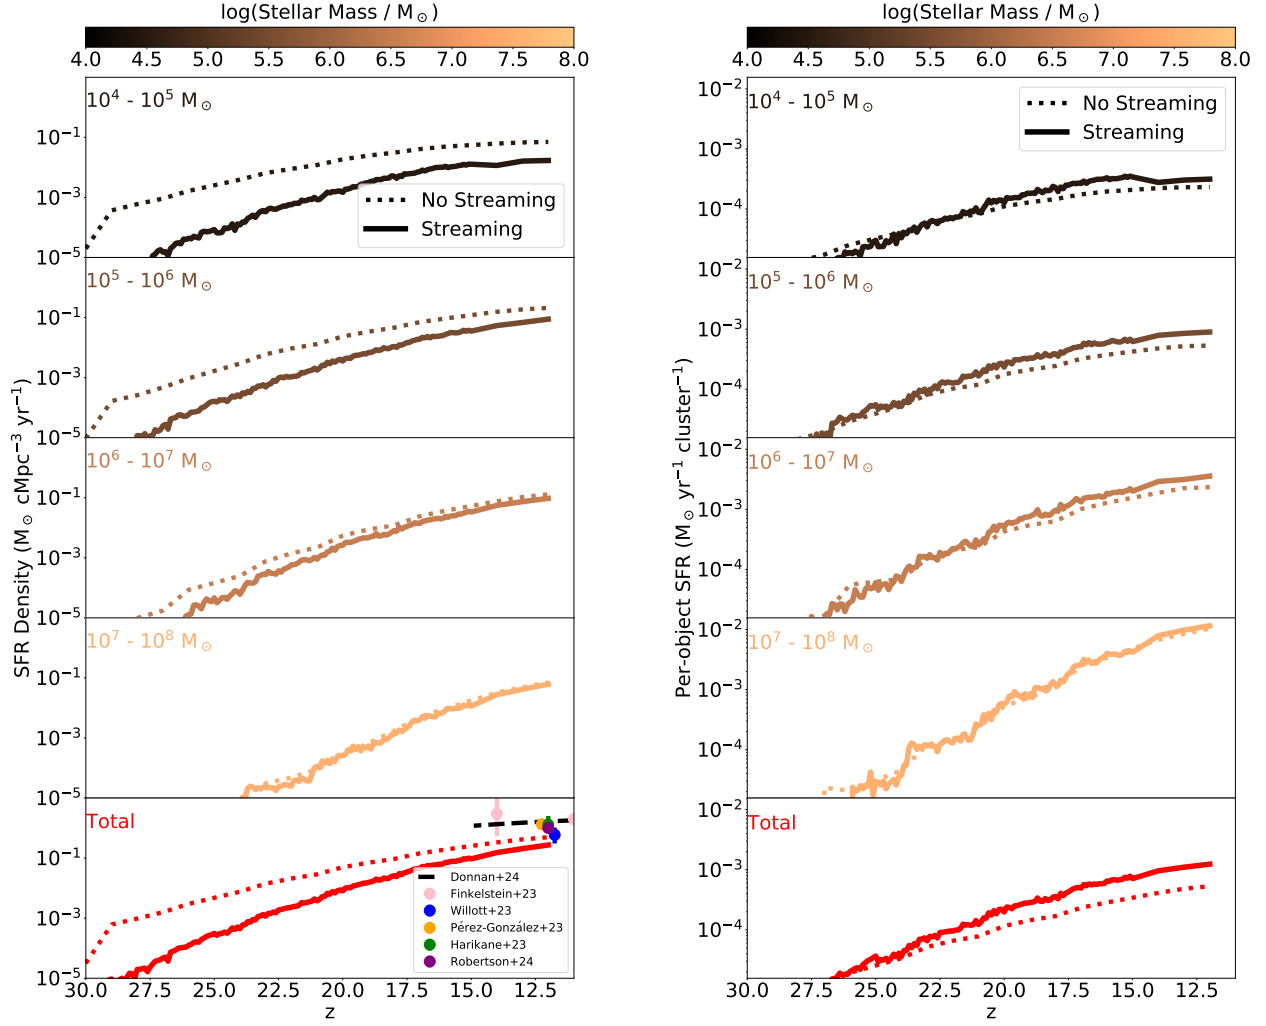 log(Stellar Mass / M⊙)
4.0 4.5 5.0 5.5 6.0 6.5 7.0 7.5 8.0
SFR Density (M⊙ cMpc⁻³ yr⁻¹)
10⁴ - 10⁵ M⊙
10⁻¹
10⁻³
10⁻⁵
No Streaming
Streaming
10⁵ - 10⁶ M⊙
10⁻¹
10⁻³
10⁻⁵
10⁶ - 10⁷ M⊙
10⁻¹
10⁻³
10⁻⁵
10⁷ - 10⁸ M⊙
10⁻¹
10⁻³
10⁻⁵
Total
10⁻¹
10⁻³
10⁻⁵
Donnan+24
Finkelstein+23
Willott+23
Pérez-González+23
Harikane+23
Robertson+24
30.0 27.5 25.0 22.5 20.0 17.5 15.0 12.5
z
log(Stellar Mass / M⊙)
4.0 4.5 5.0 5.5 6.0 6.5 7.0 7.5 8.0
Per-object SFR (M⊙ yr⁻¹ cluster⁻¹)
10⁻²
10⁴ - 10⁵ M⊙
10⁻³
10⁻⁴
No Streaming
Streaming
10⁻²
10⁵ - 10⁶ M⊙
10⁻³
10⁻⁴
10⁻²
10⁶ - 10⁷ M⊙
10⁻³
10⁻⁴
10⁻²
10⁷ - 10⁸ M⊙
10⁻³
10⁻⁴
10⁻²
Total
10⁻³
10⁻⁴
30.0 27.5 25.0 22.5 20.0 17.5 15.0 12.5
z